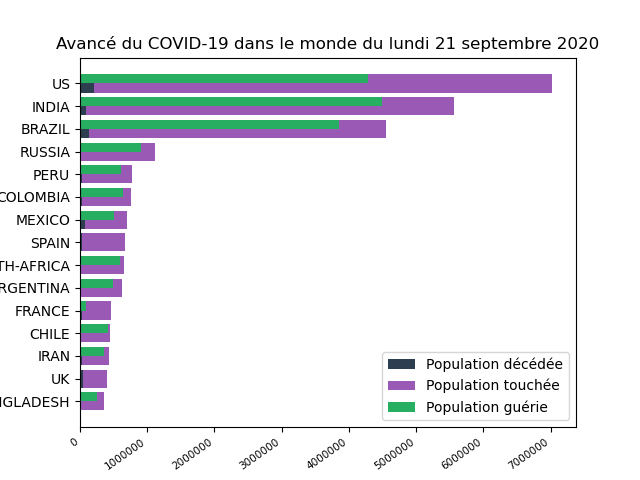 Avancé du COVID-19 dans le monde du lundi 21 septembre 2020
US
INDIA
BRAZIL
RUSSIA
PERU
COLOMBIA
MEXICO
SPAIN
TH-AFRICA
RGENTINA
FRANCE
CHILE
IRAN
UK
NGLADESH
Population décédée
Population touchée
Population guérie
0 1000000 2000000 3000000 4000000 5000000 6000000 7000000